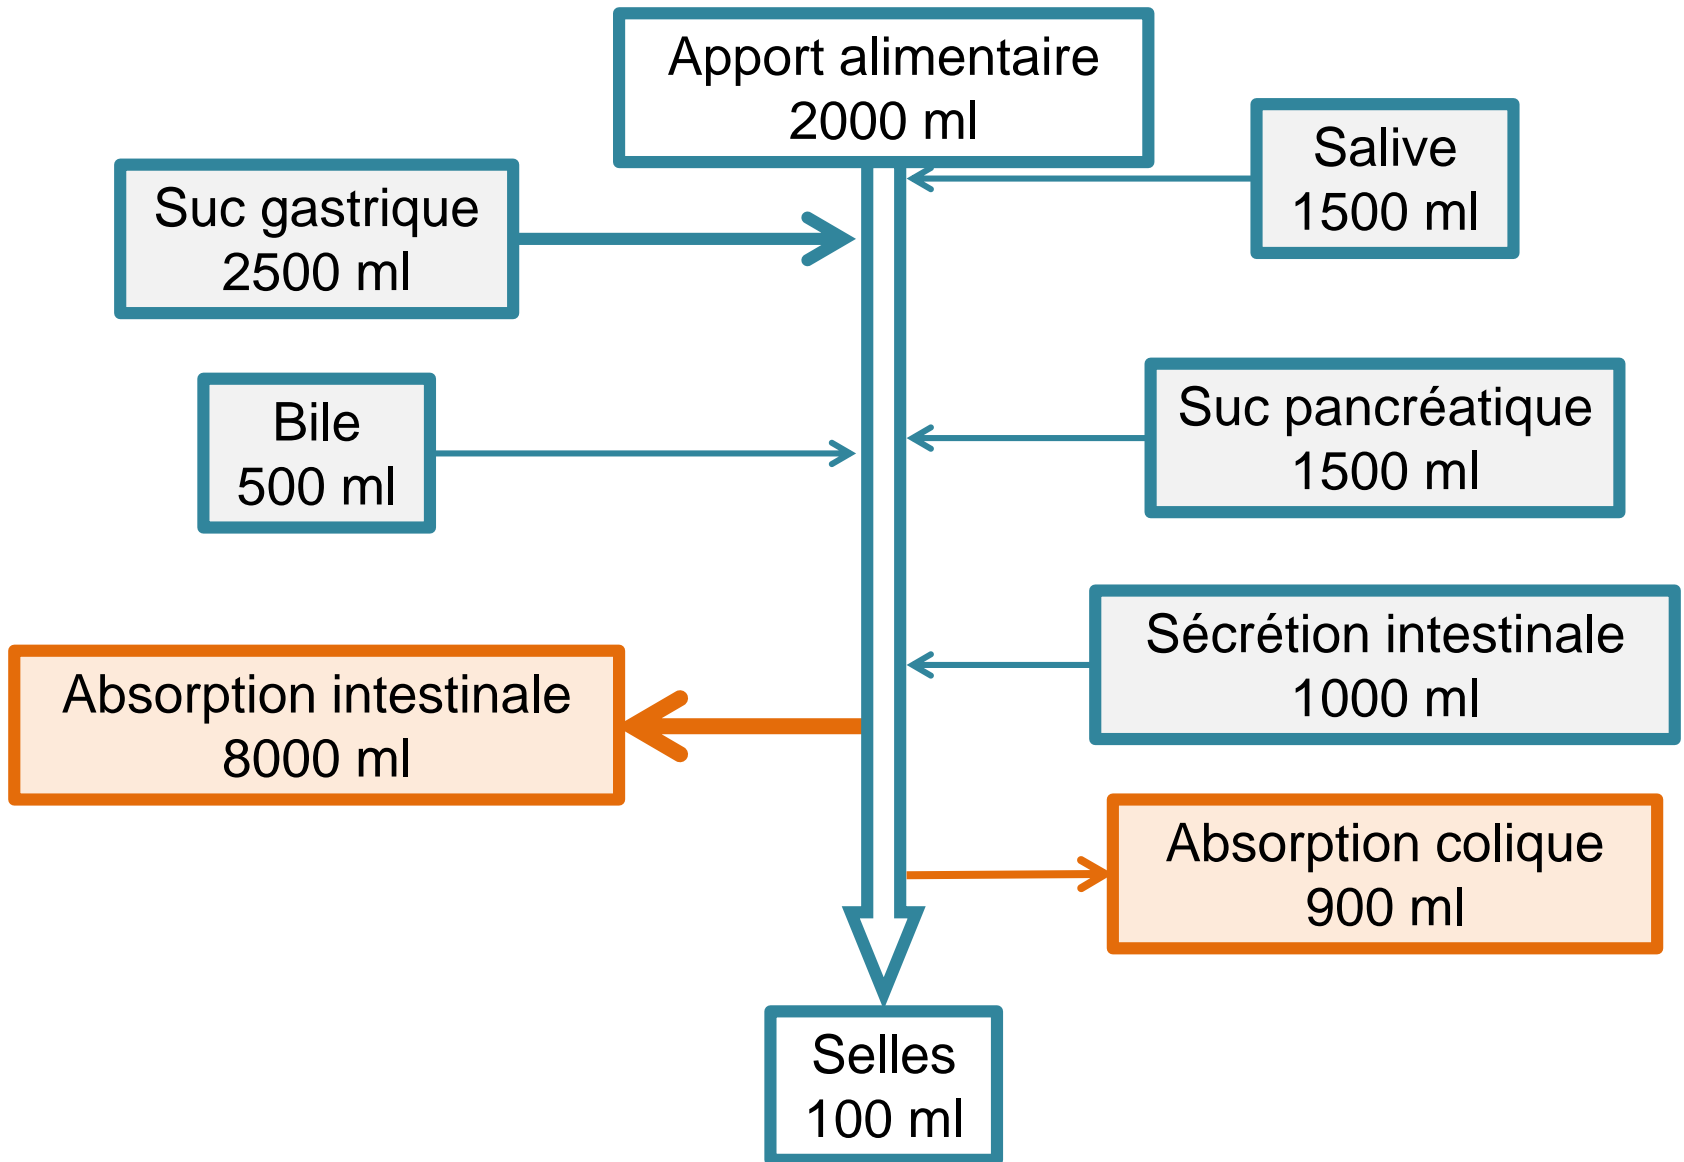 Apport alimentaire
2000 ml
Salive
1500 ml
Suc gastrique
2500 ml
Suc pancréatique
1500 ml
Bile
500 ml
Sécrétion intestinale
1000 ml
Absorption intestinale
8000 ml
Absorption colique
900 ml
Selles
100 ml